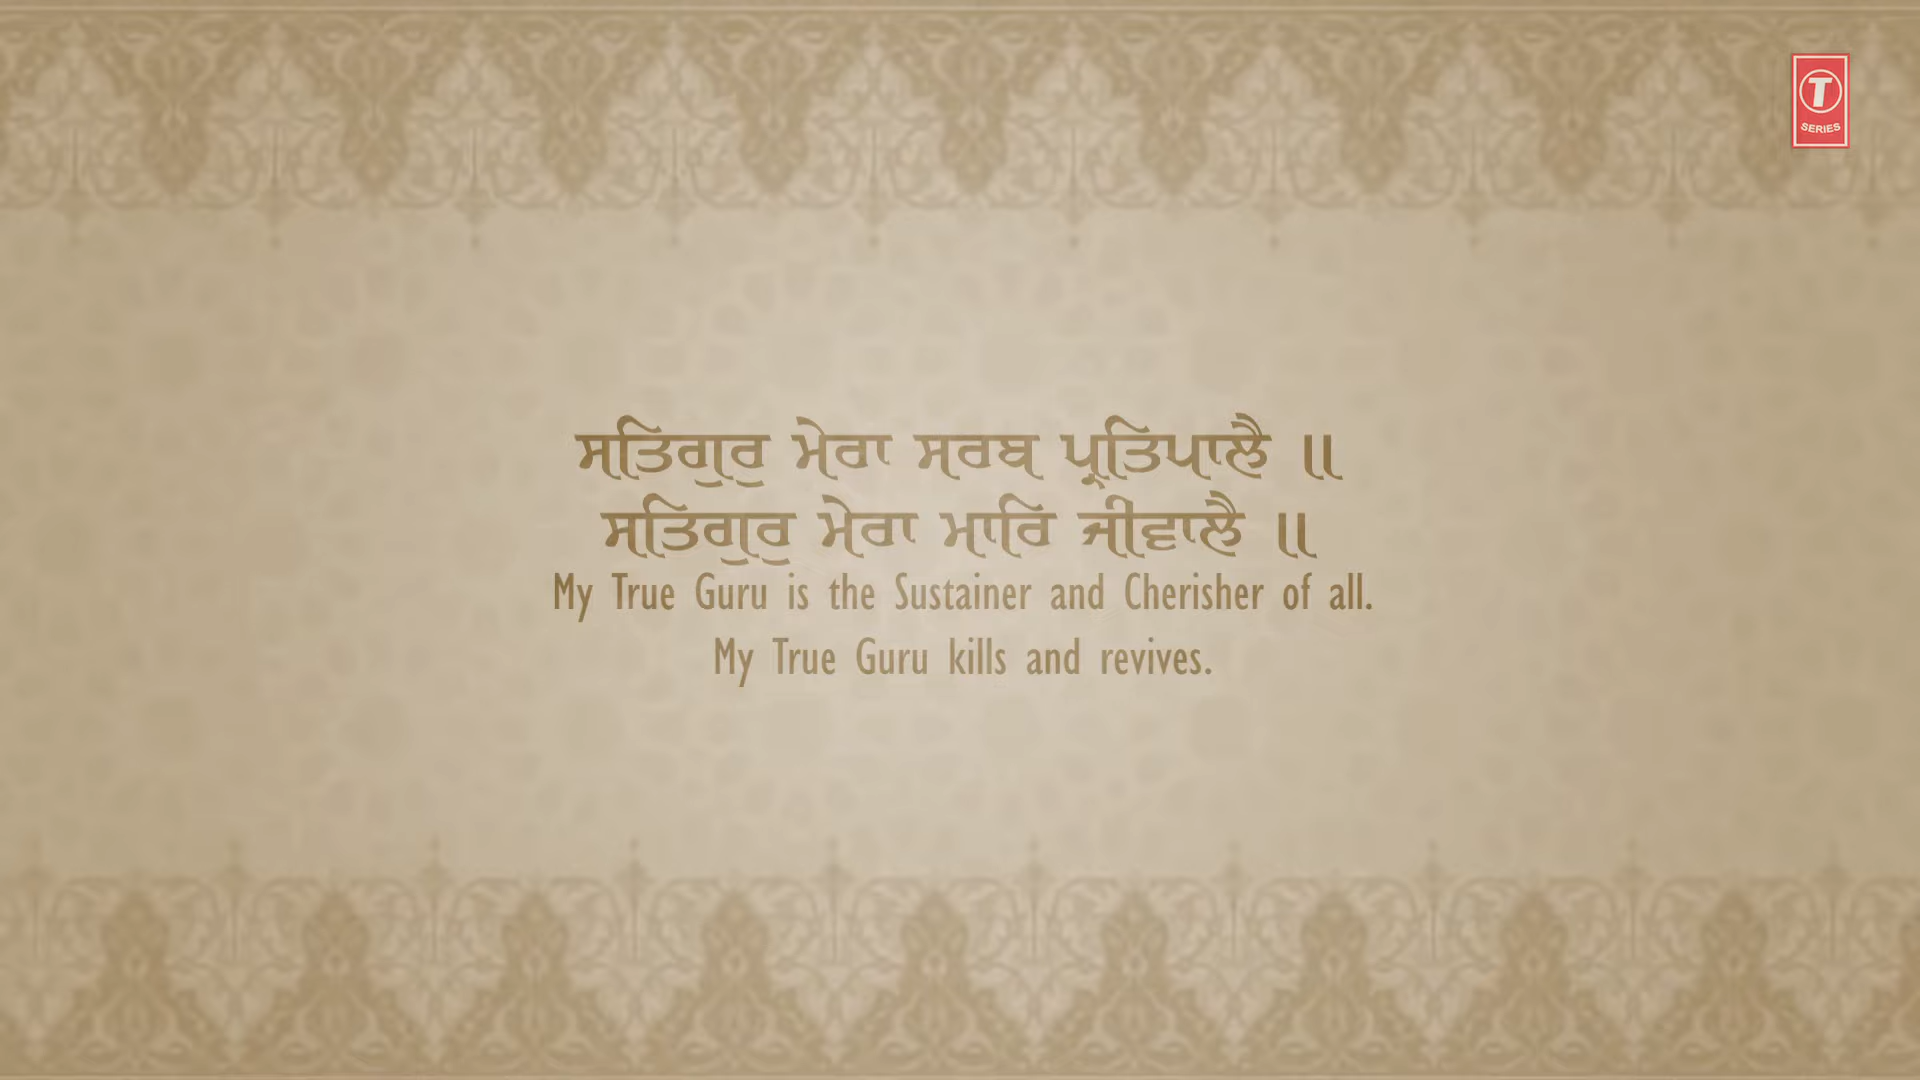 T
SERIES
ਸਤਿਗੁਰੁ ਮੇਰਾ ਸਰਬ ਪ੍ਰਤਿਪਾਲੈ ॥
ਸਤਿਗੁਰੁ ਮੇਰਾ ਮਾਰਿ ਜੀਵਾਲੈ ॥
My True Guru is the Sustainer and Cherisher of all.
My True Guru kills and revives.